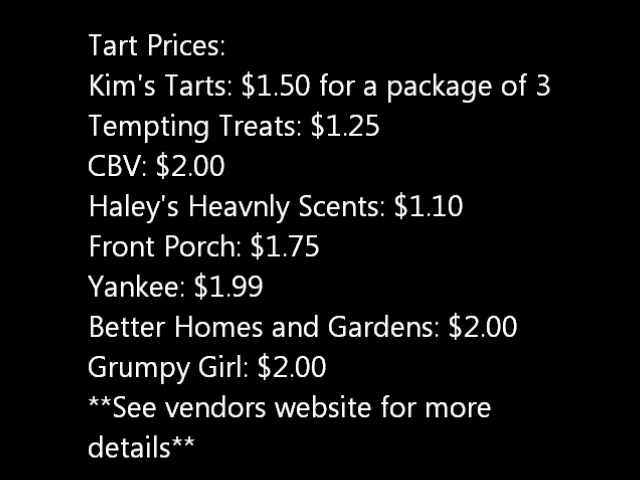 Tart Prices:
Kim's Tarts: $1.50 for a package of 3
Tempting Treats: $1.25
CBV: $2.00
Haley's Heavnly Scents: $1.10
Front Porch: $1.75
Yankee: $1.99
Better Homes and Gardens: $2.00
Grumpy Girl: $2.00
**See vendors website for more
details**